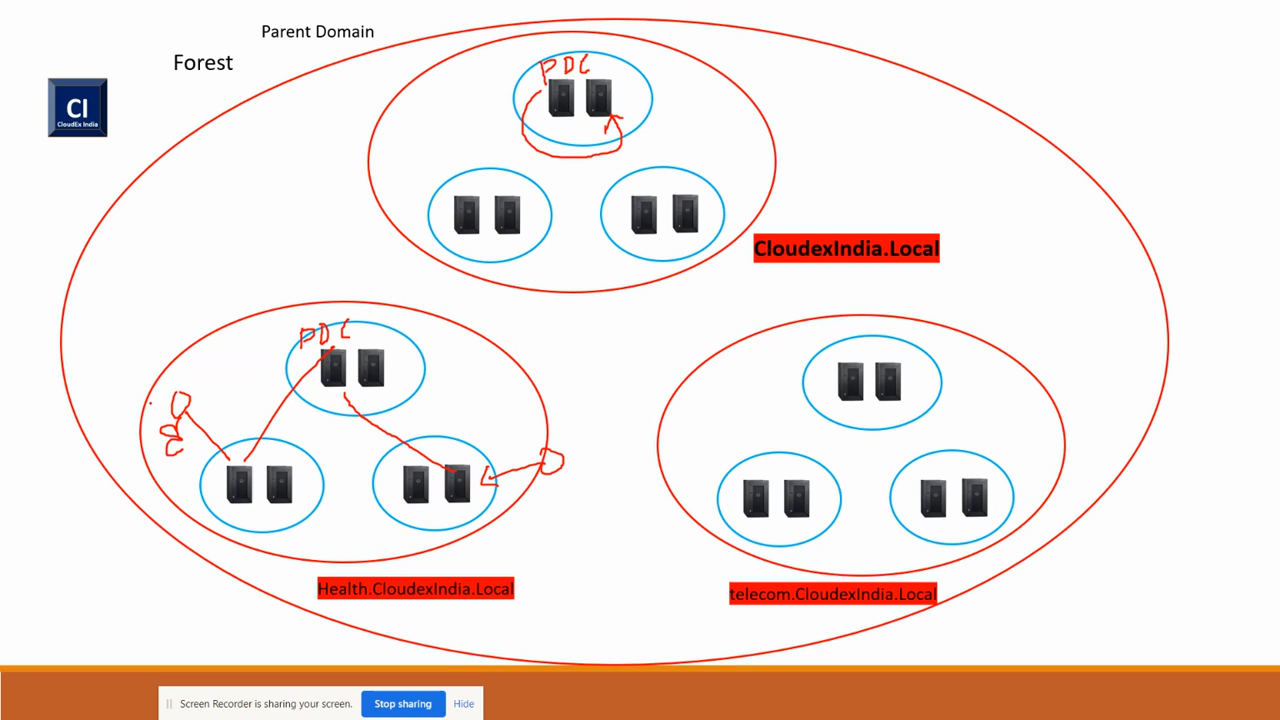 Parent Domain
Forest
CI
CloudEx India
PDC
CloudexIndia.Local
PDC
Health.CloudexIndia.Local
telecom.CloudexIndia.Local
Screen Recorder is sharing your screen. Stop sharing Hide